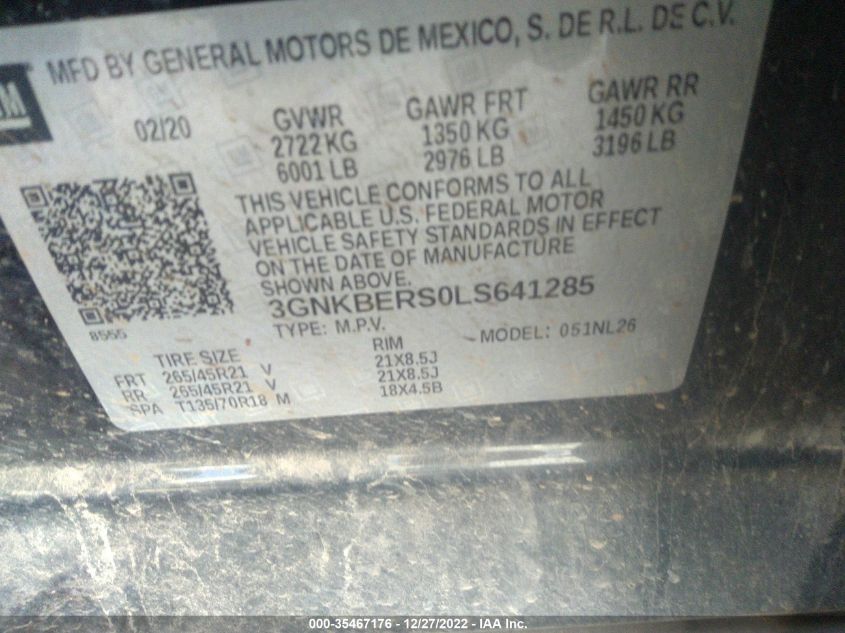 MFD BY GENERAL MOTORS DE MEXICO, S. DE R.L. DE C.V.
GM
02/20 GVWR GAWR FRT GAWR RR
2722 KG 1350 KG 1450 KG
6001 LB 2976 LB 3196 LB
THIS VEHICLE CONFORMS TO ALL
APPLICABLE U.S. FEDERAL MOTOR
VEHICLE SAFETY STANDARDS IN EFFECT
ON THE DATE OF MANUFACTURE
SHOWN ABOVE.
3GNKBERS0LS641285
8555 TYPE: M.P.V. MODEL: 051NL26
TIRE SIZE RIM
FRT 265/45R21 V 21X8.5J
RR 265/45R21 V 21X8.5J
SPA T135/70R18 M 18X4.5B
000-35467176 - 12/27/2022 - IAA Inc.